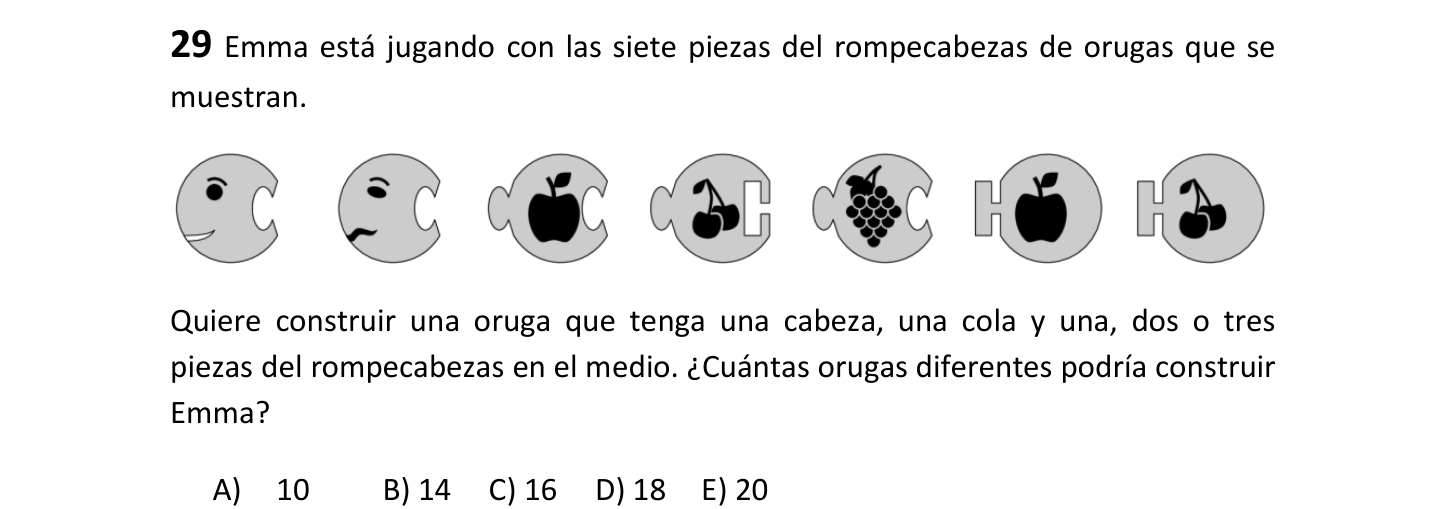 29 Emma está jugando con las siete piezas del rompecabezas de orugas que se
muestran.
Quiere construir una oruga que tenga una cabeza, una cola y una, dos o tres
piezas del rompecabezas en el medio. ¿Cuántas orugas diferentes podría construir
Emma?
A) 10 B) 14 C) 16 D) 18 E) 20